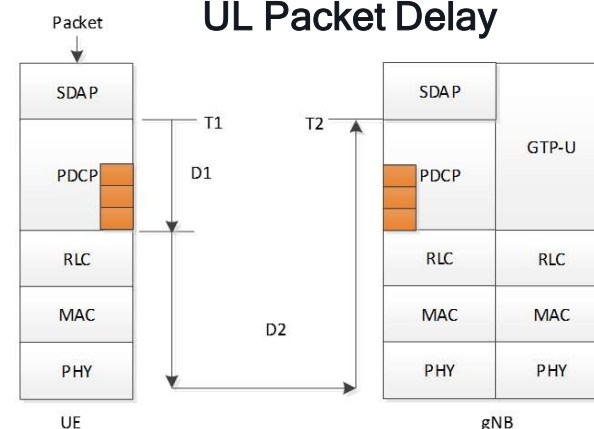 UL Packet Delay
Packet
SDAP
T1
PDCP
D1
RLC
MAC
PHY
UE
D2
T2
SDAP
GTP-U
PDCP
RLC
RLC
MAC
MAC
PHY
PHY
gNB